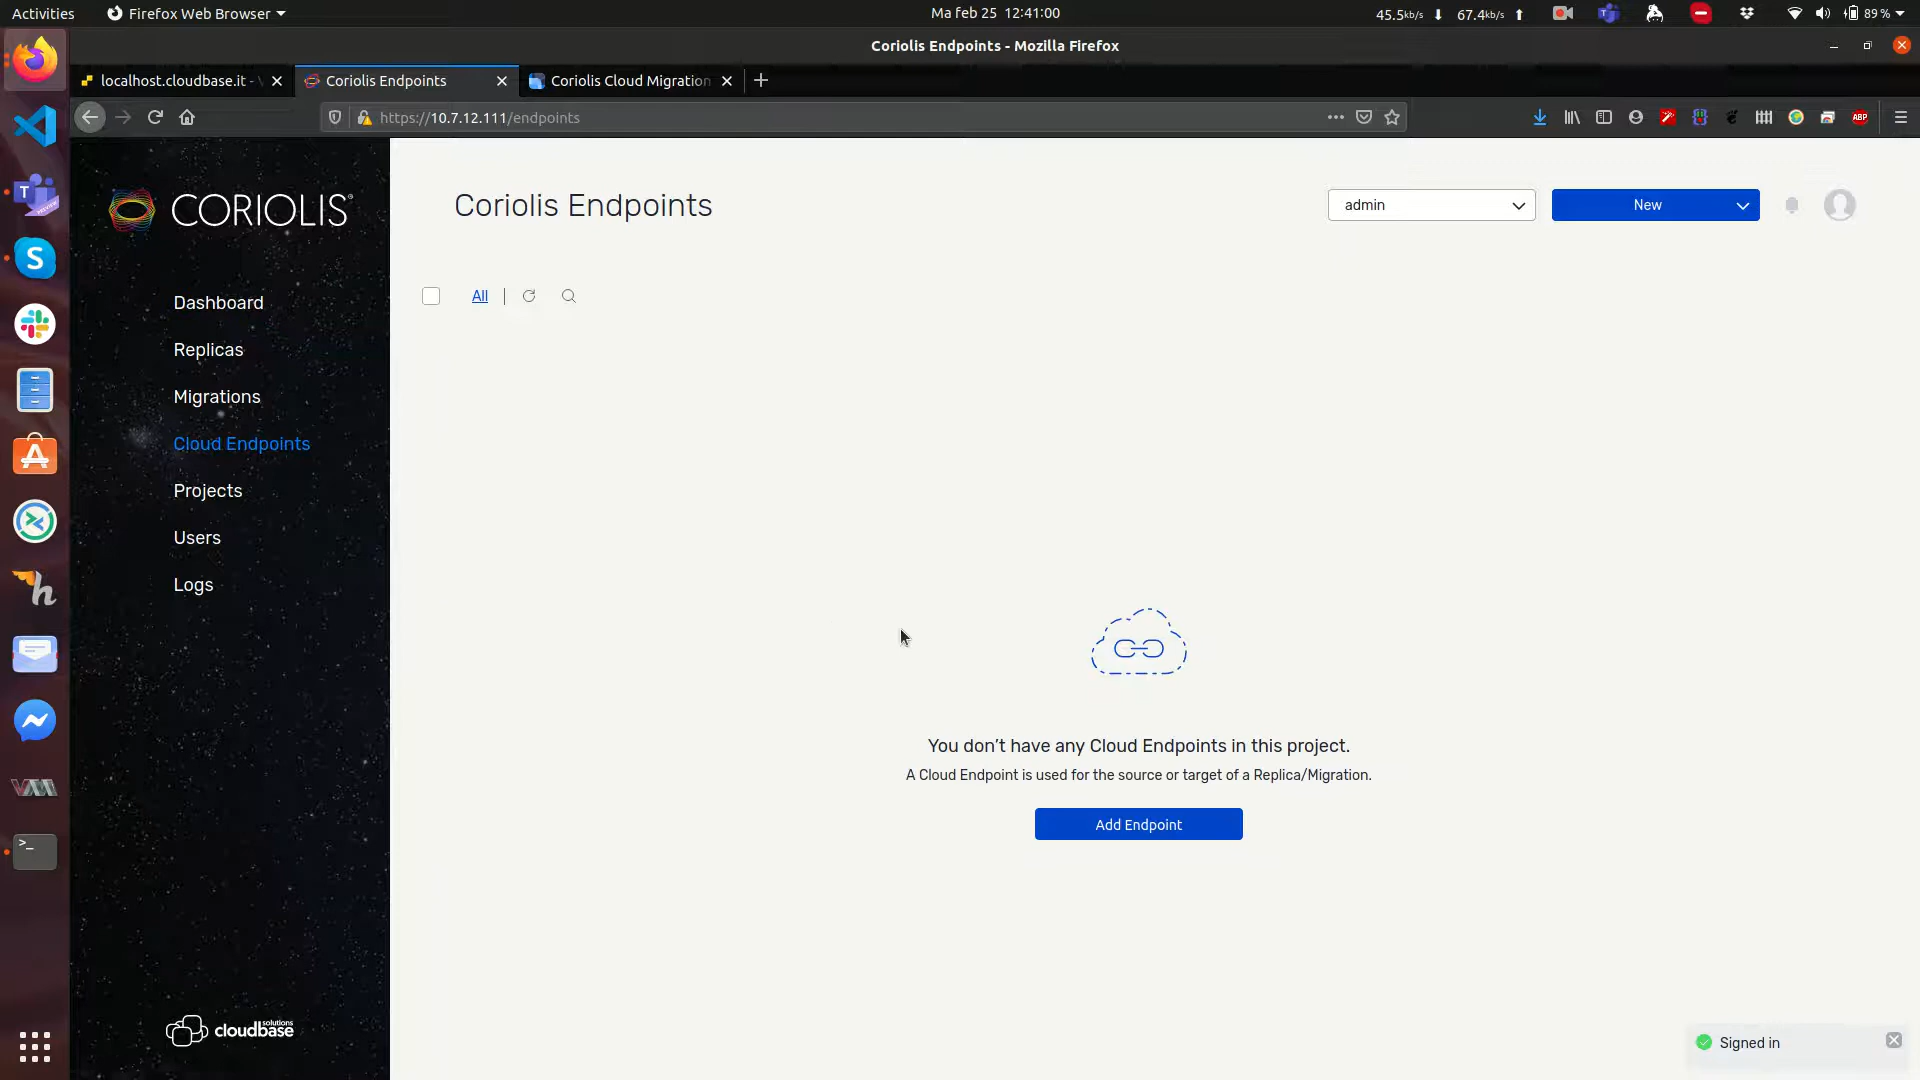 Activities
Firefox Web Browser
Ma feb 25 12:41:00
45.5kb/s
67.4kb/s
89 %
Coriolis Endpoints - Mozilla Firefox
localhost.cloudbase.it -
Coriolis Endpoints
Coriolis Cloud Migration
https://10.7.12.111/endpoints
ABP
CORIOLIS®
Coriolis Endpoints
admin
New
All
Dashboard
Replicas
Migrations
Cloud Endpoints
Projects
Users
Logs
You don't have any Cloud Endpoints in this project.
A Cloud Endpoint is used for the source or target of a Replica/Migration.
Add Endpoint
cloudbase solutions
Signed in